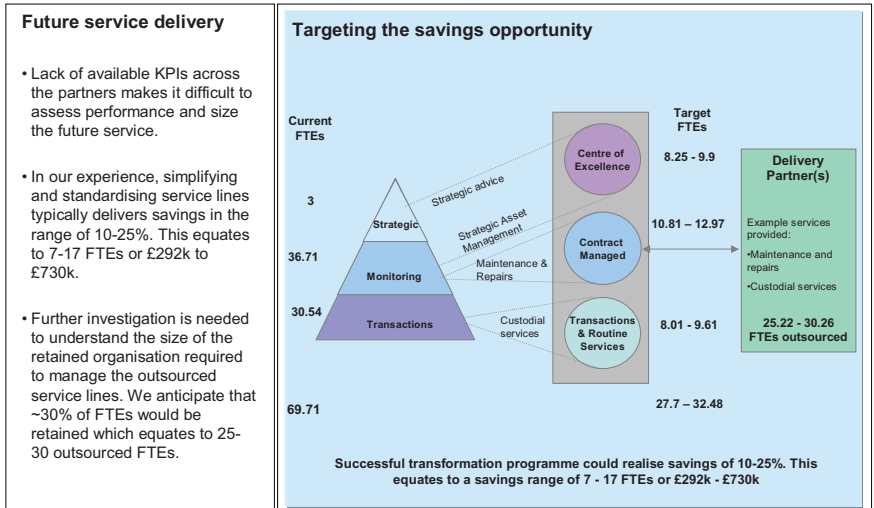 Future service delivery
• Lack of available KPIs across
the partners makes it difficult to
assess performance and size
the future service.
• In our experience, simplifying
and standardising service lines
typically delivers savings in the
range of 10-25%. This equates
to 7-17 FTEs or £292k to
£730k.
• Further investigation is needed
to understand the size of the
retained organisation required
to manage the outsourced
service lines. We anticipate that
~30% of FTEs would be
retained which equates to 25-
30 outsourced FTEs.
Targeting the savings opportunity
Current
FTEs
3
36.71
30.54
69.71
Strategic
Monitoring
Transactions
Strategic advice
Strategic Asset
Management
Maintenance &
Repairs
Custodial
services
Centre of
Excellence
Contract
Managed
Transactions
& Routine
Services
Target
FTEs
8.25 - 9.9
10.81 – 12.97
8.01 - 9.61
27.7 – 32.48
Delivery
Partner(s)
Example services
provided:
•Maintenance and
repairs
•Custodial services
25.22 - 30.26
FTEs outsourced
Successful transformation programme could realise savings of 10-25%. This
equates to a savings range of 7 - 17 FTEs or £292k - £730k